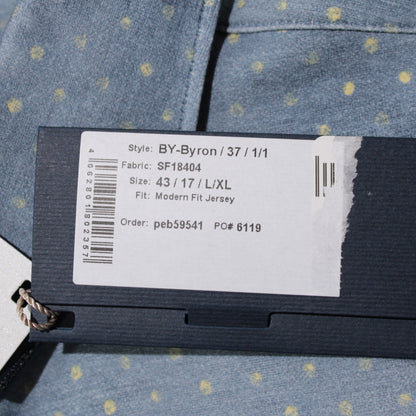 Style: BY-Byron / 37 / 1/1
Fabric: SF18404
Size: 43 / 17 / L/XL
Fit: Modern Fit Jersey
Order: peb59541 PO# 6119
4062801802357